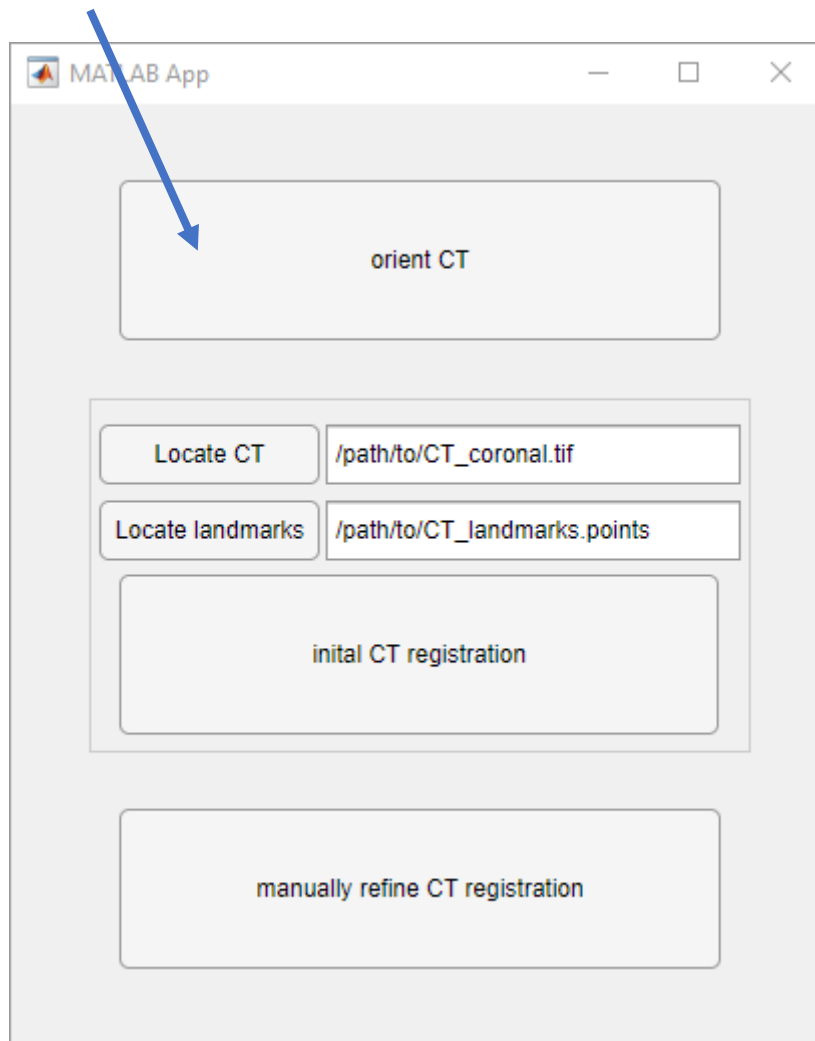 MATLAB App
orient CT
Locate CT /path/to/CT_coronal.tif
Locate landmarks /path/to/CT_landmarks.points
inital CT registration
manually refine CT registration